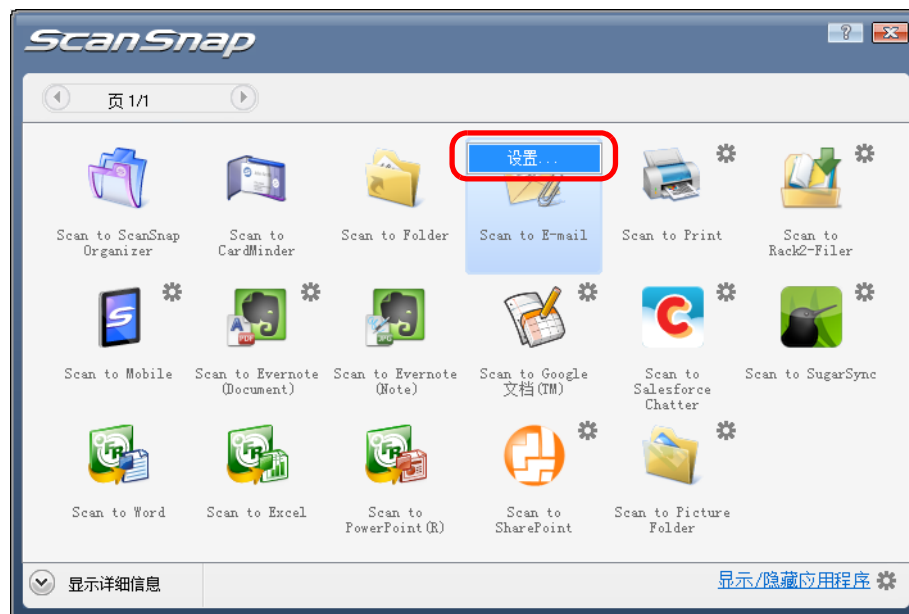 ScanSnap
页 1/1
设置...
Scan to ScanSnap
Organizer
Scan to
CardMinder
Scan to Folder
Scan to E-mail
Scan to Print
Scan to
Rack2-Filer
Scan to Mobile
Scan to Evernote
(Document)
Scan to Evernote
(Note)
Scan to Google
文档(TM)
Scan to
Salesforce
Chatter
Scan to SugarSync
Scan to Word
Scan to Excel
Scan to
PowerPoint(R)
Scan to
SharePoint
Scan to Picture
Folder
显示详细信息
显示/隐藏应用程序